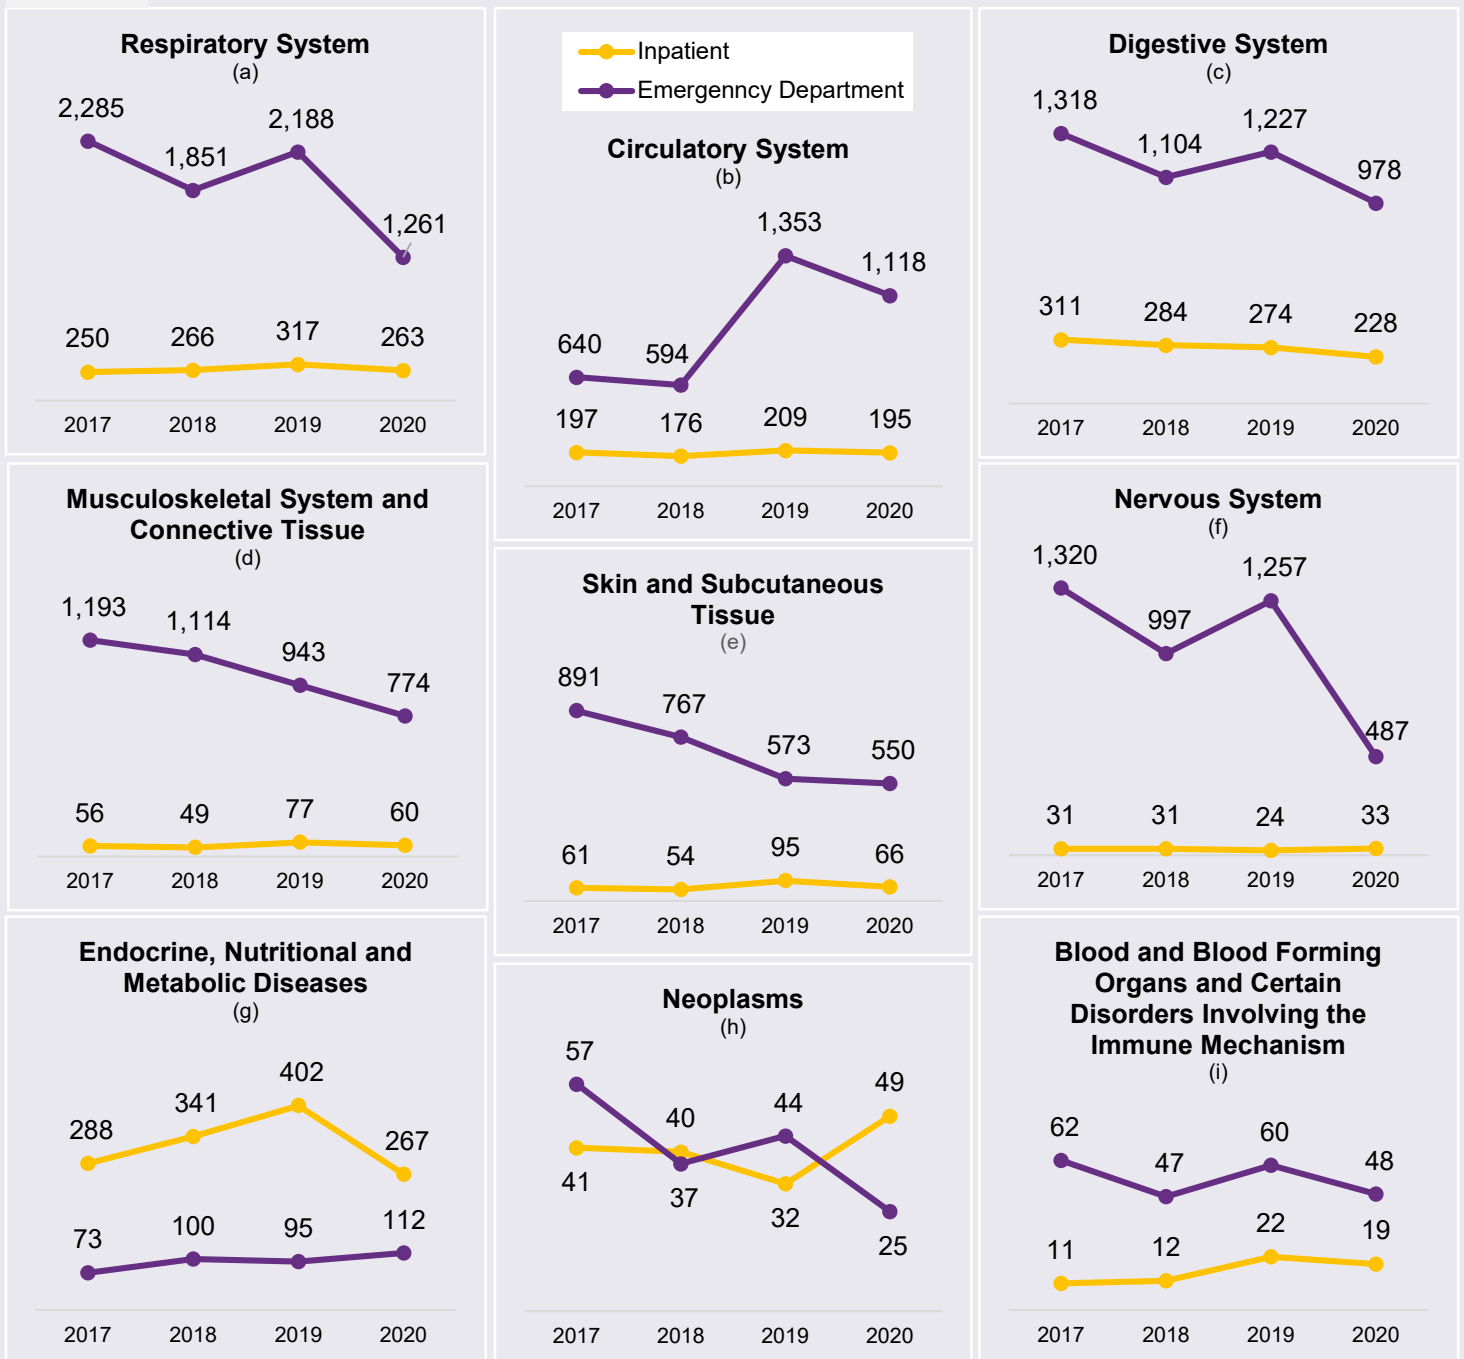 Respiratory System
(a)
2,285
1,851
2,188
1,261
250
266
317
263
2017 2018 2019 2020
Inpatient
Emergenncy Department
Circulatory System
(b)
640
594
1,353
1,118
197
176
209
195
2017 2018 2019 2020
Digestive System
(c)
1,318
1,104
1,227
978
311
284
274
228
2017 2018 2019 2020
Musculoskeletal System and
Connective Tissue
(d)
1,193
1,114
943
774
56
49
77
60
2017 2018 2019 2020
Skin and Subcutaneous
Tissue
(e)
891
767
573
550
61
54
95
66
2017 2018 2019 2020
Nervous System
(f)
1,320
997
1,257
487
31
31
24
33
2017 2018 2019 2020
Endocrine, Nutritional and
Metabolic Diseases
(g)
288
341
402
267
73
100
95
112
2017 2018 2019 2020
Neoplasms
(h)
57
40
44
49
41
37
32
25
2017 2018 2019 2020
Blood and Blood Forming
Organs and Certain
Disorders Involving the
Immune Mechanism
(i)
62
47
60
48
11
12
22
19
2017 2018 2019 2020